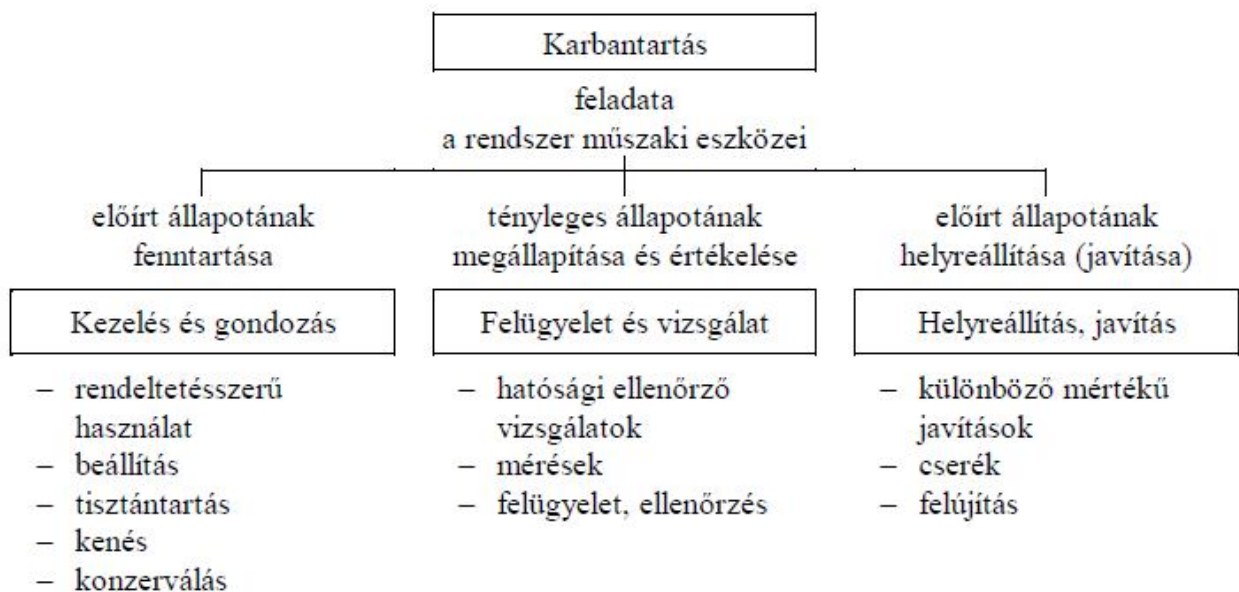 Karbantartás
feladata
a rendszer műszaki eszközei
előírt állapotának
fenntartása
Kezelés és gondozás
– rendeltetésszerű
használat
– beállítás
– tisztántartás
– kenés
– konzerválás
tényleges állapotának
megállapítása és értékelése
Felügyelet és vizsgálat
– hatósági ellenőrző
vizsgálatok
– mérések
– felügyelet, ellenőrzés
előírt állapotának
helyreállítása (javítása)
Helyreállítás, javítás
– különböző mértékű
javítások
– cserék
– felújítás